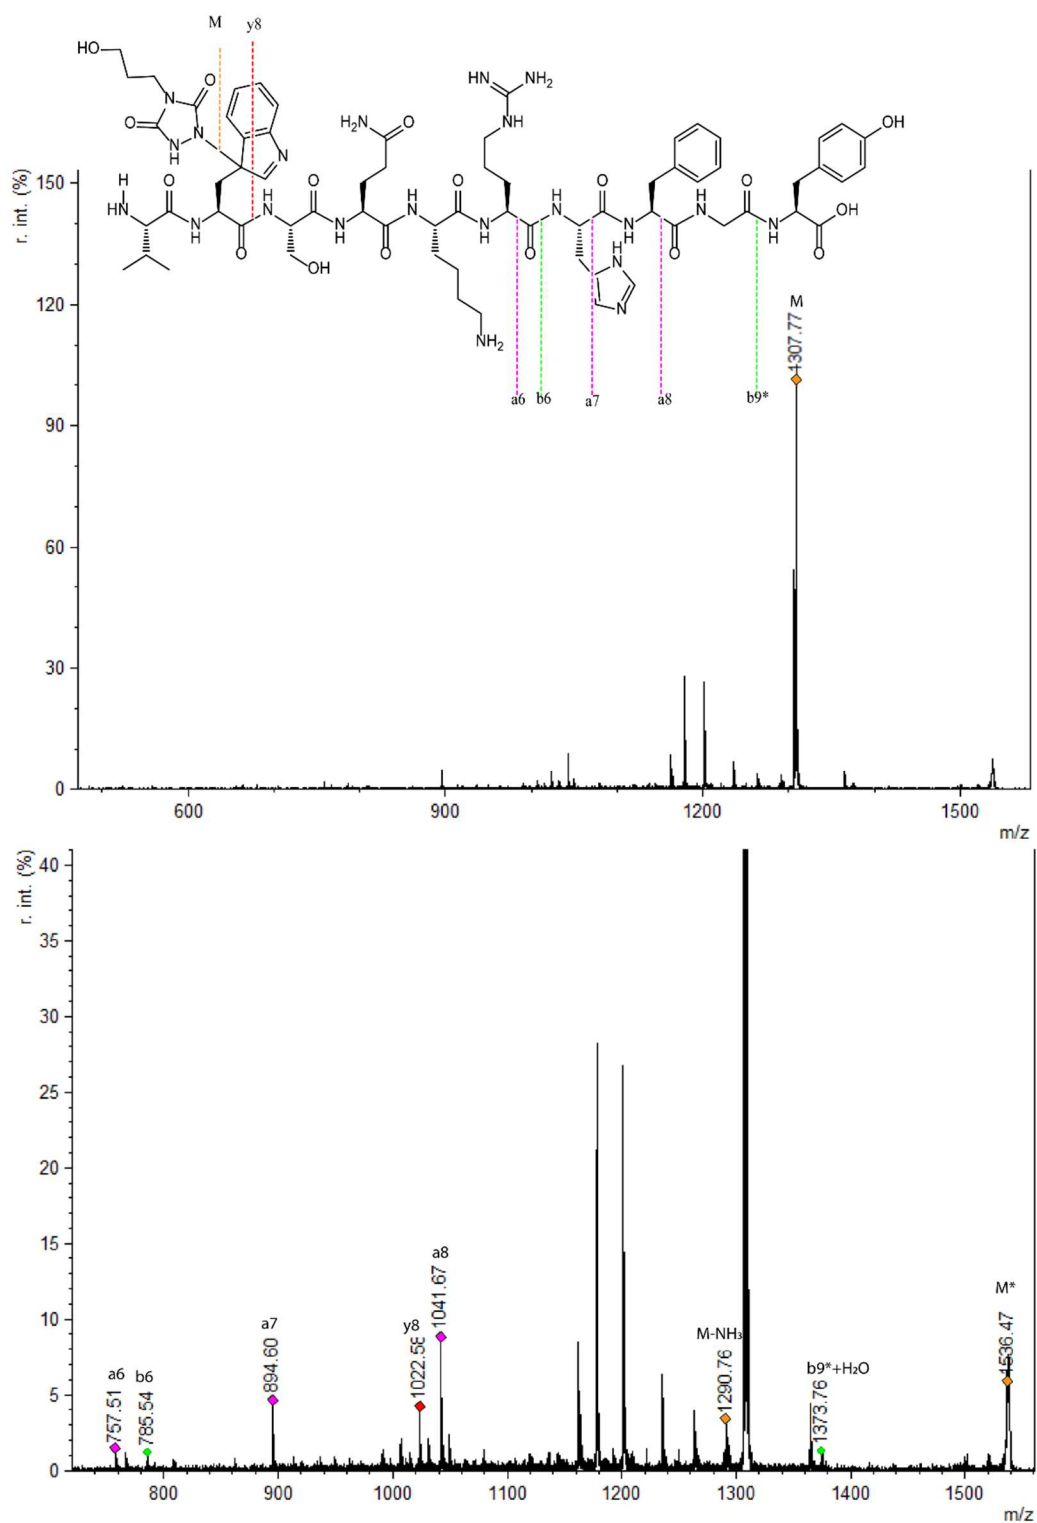 M y8
HO
N
O
O
N
N
H
N
H2N
O
HN
NH2
NH
OH
H
HN
O
N
H
O
H
N
O
N
H
O
H
N
O
N
H
O
H
N
O
N
H
O
H
N
O
N
H
O
OH
OH
NH2
H
N
N
a6 b6 a7 a8 b9*
r. int. (%)
150
120
90
60
30
0
M
1307.77
600 900 1200 1500
m/z
r. int. (%)
40
35
30
25
20
15
10
5
0
a6
757.51
b6
785.54
a7
894.60
y8
1022.58
a8
1041.67
M-NH₃
1290.76
b9*+H₂O
1373.76
M*
1536.47
800 900 1000 1100 1200 1300 1400 1500
m/z